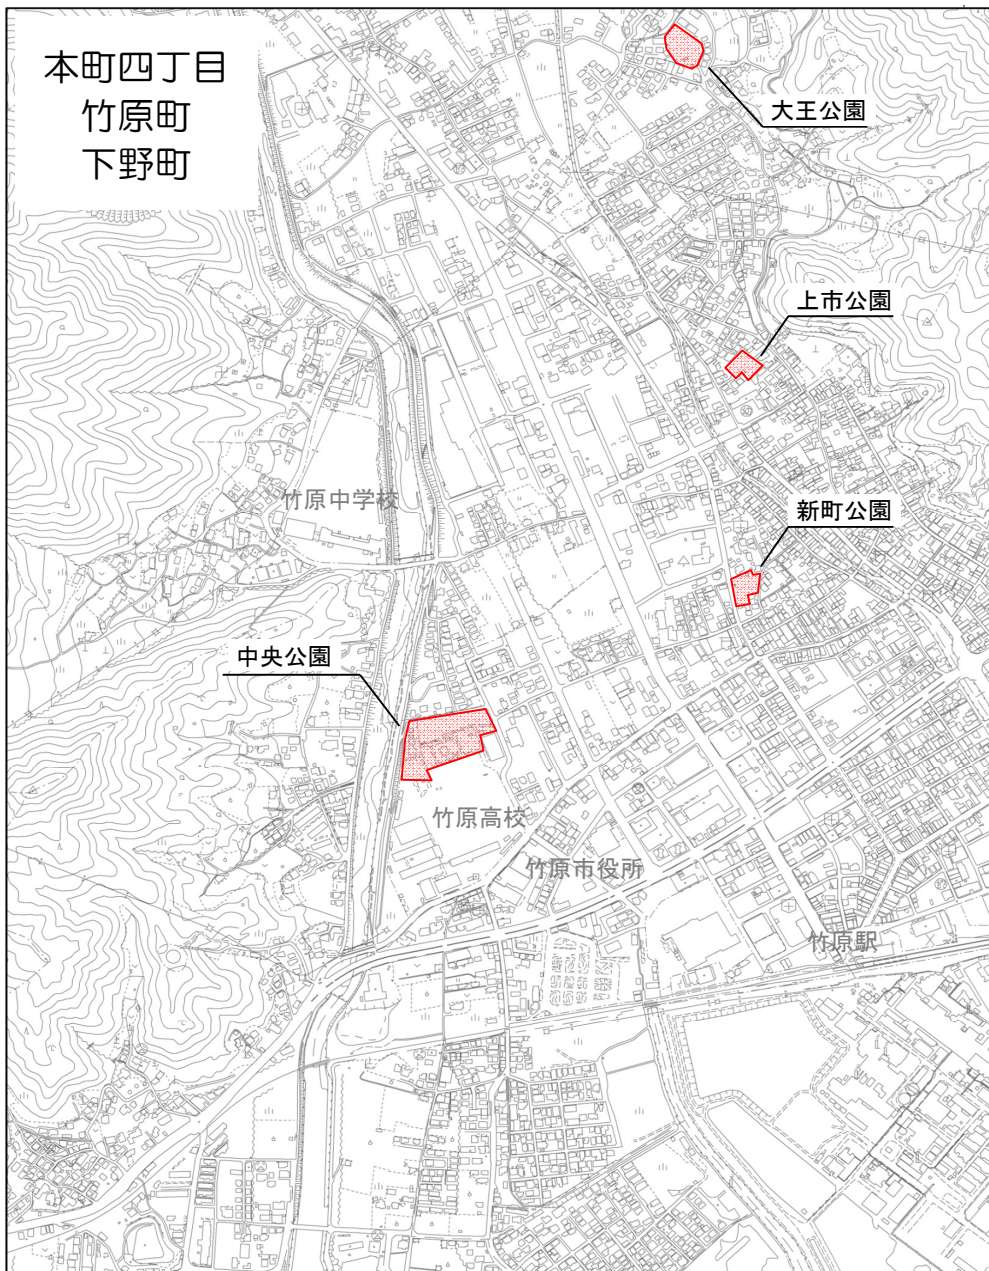 本町四丁目
竹原町
下野町
大王公園
上市公園
竹原中学校
新町公園
中央公園
竹原高校
竹原市役所
竹原駅